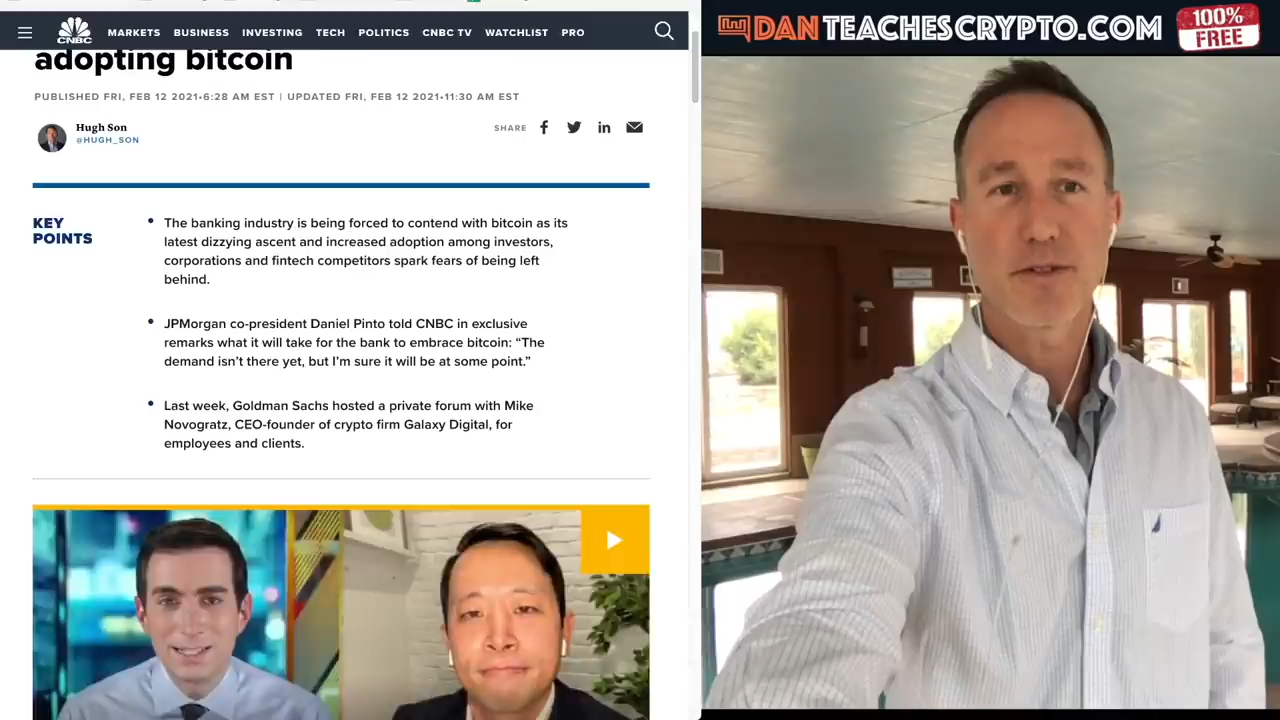 CNBC
MARKETS BUSINESS INVESTING TECH POLITICS CNBC TV WATCHLIST PRO
adopting bitcoin
PUBLISHED FRI, FEB 12 2021•6:28 AM EST | UPDATED FRI, FEB 12 2021•11:30 AM EST
Hugh Son
@HUGH_SON
SHARE
KEY
POINTS
The banking industry is being forced to contend with bitcoin as its
latest dizzying ascent and increased adoption among investors,
corporations and fintech competitors spark fears of being left
behind.
JPMorgan co-president Daniel Pinto told CNBC in exclusive
remarks what it will take for the bank to embrace bitcoin: “The
demand isn’t there yet, but I’m sure it will be at some point.”
Last week, Goldman Sachs hosted a private forum with Mike
Novogratz, CEO-founder of crypto firm Galaxy Digital, for
employees and clients.
DANTEACHESCRYPTO.COM
100%
FREE